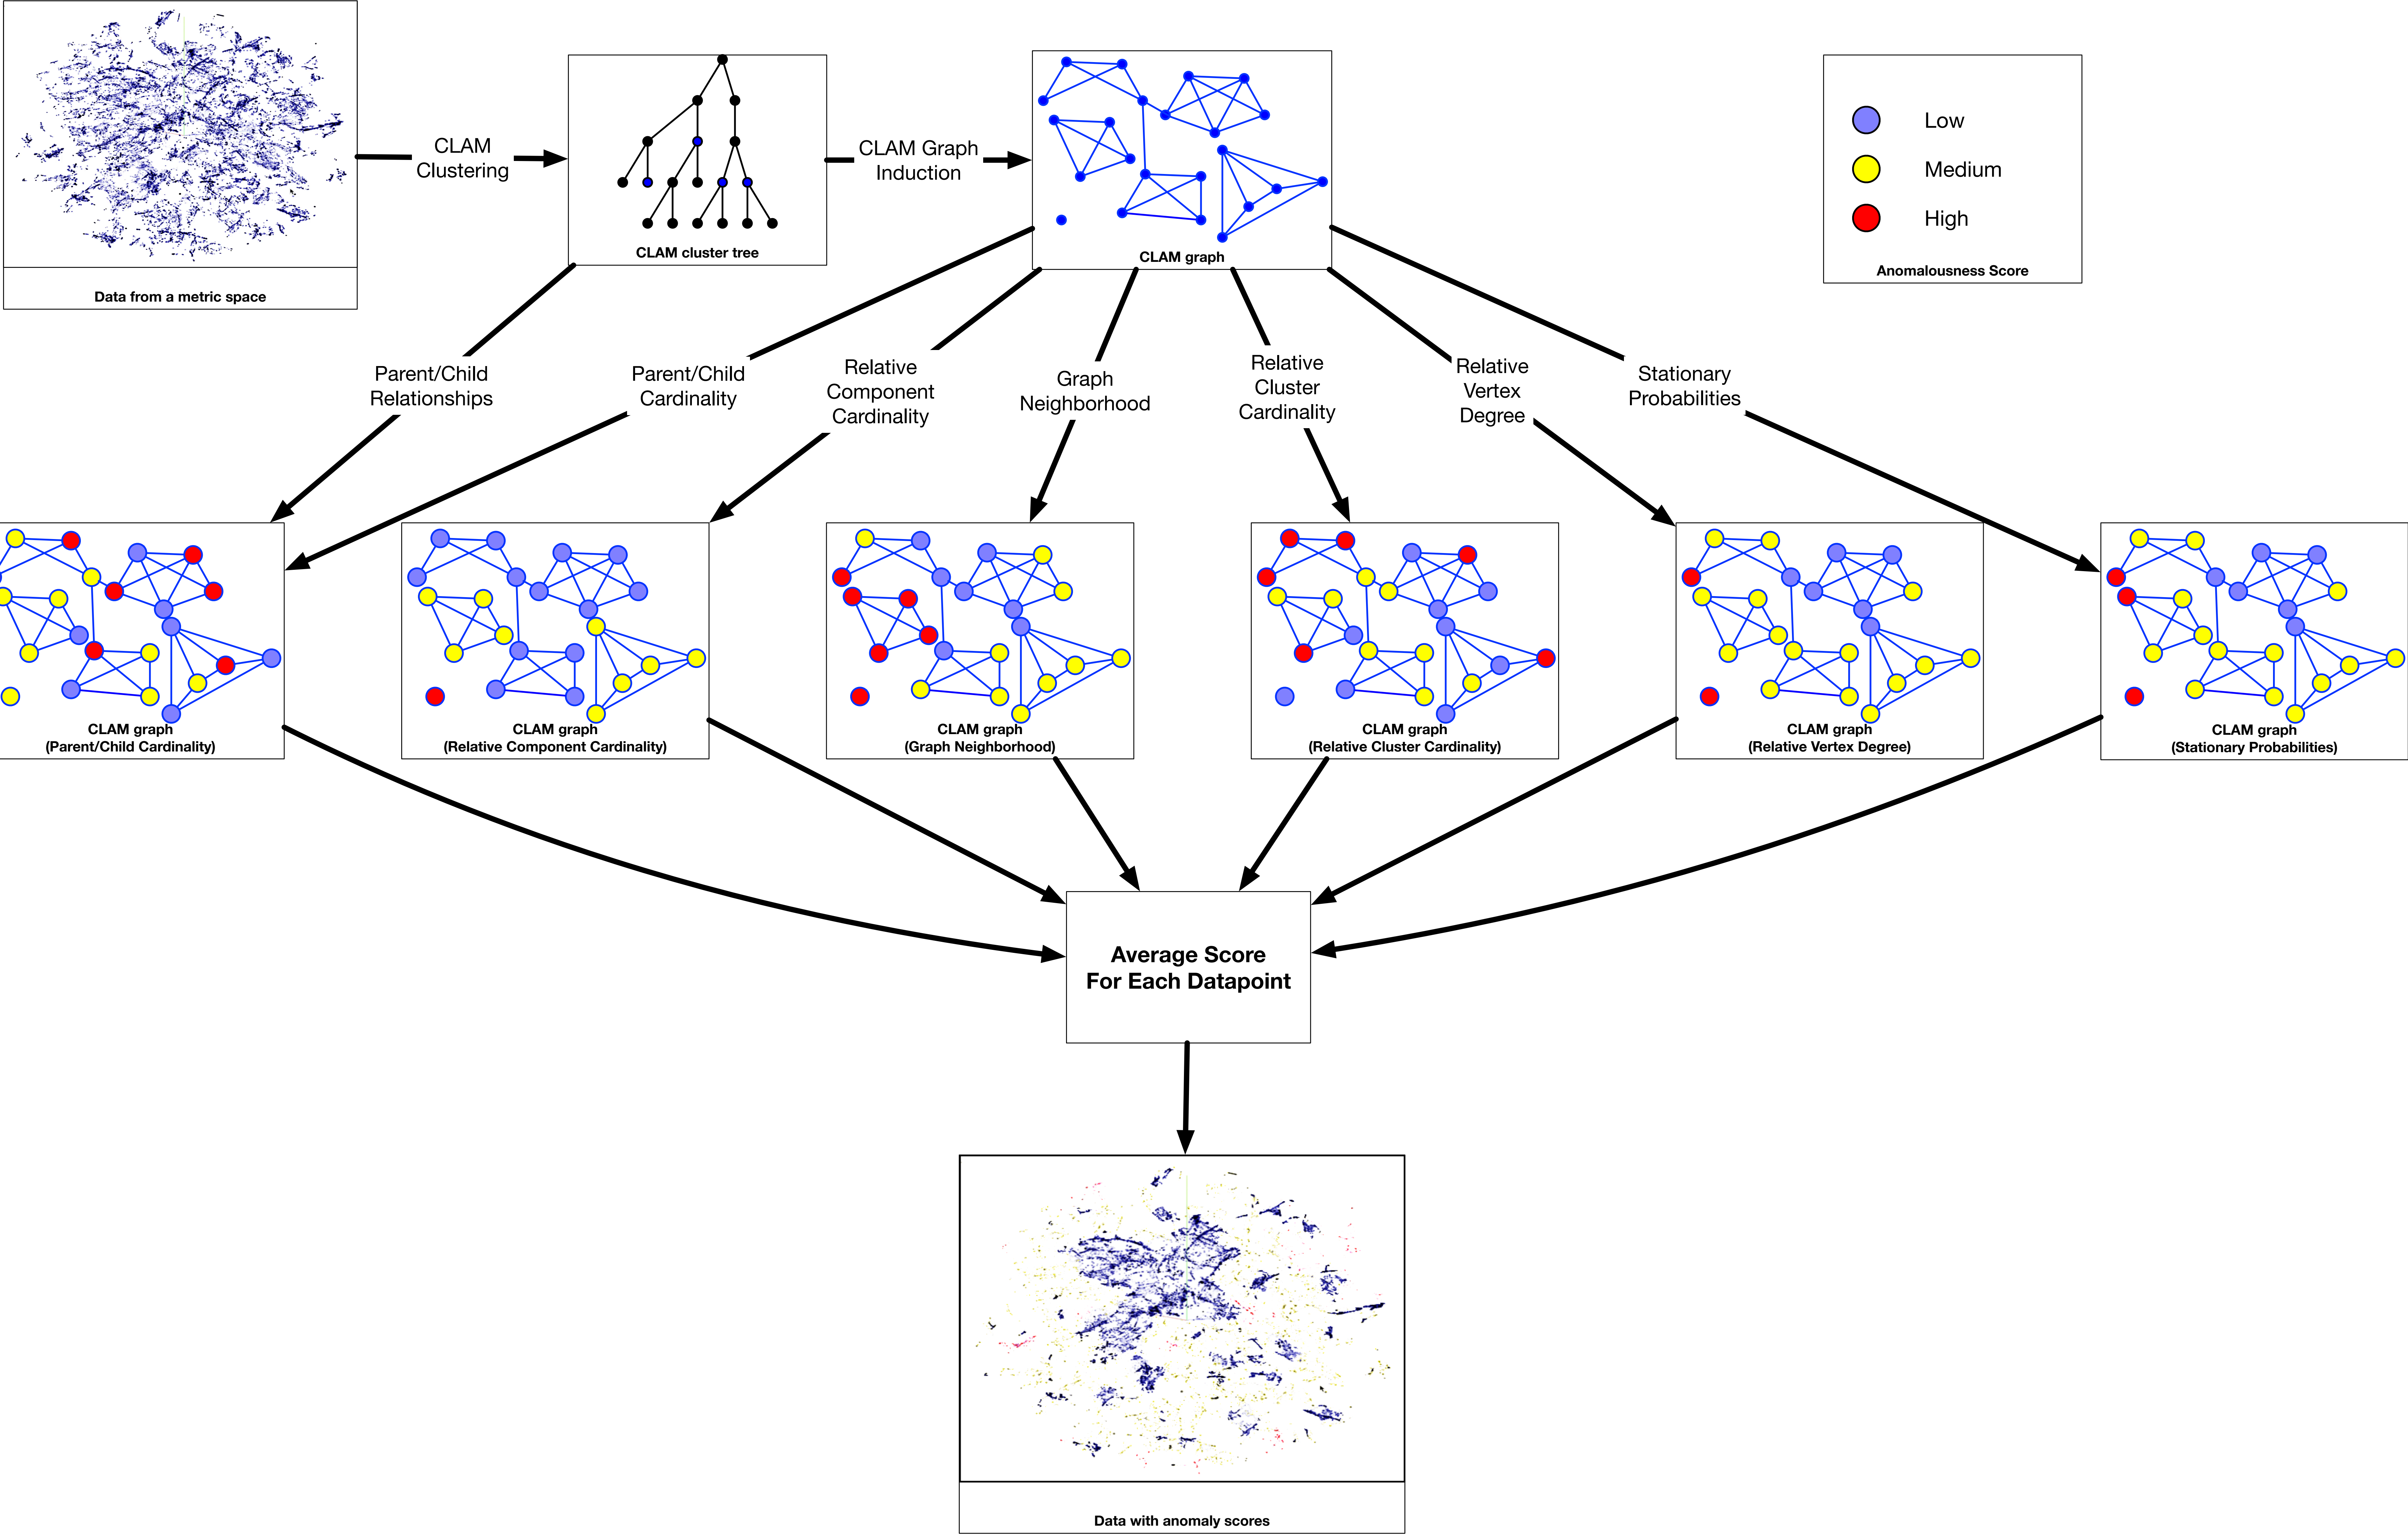 Data from a metric space
CLAM
Clustering
CLAM cluster tree
CLAM Graph
Induction
CLAM graph
Low
Medium
High
Anomalousness Score
Parent/Child
Relationships
Parent/Child
Cardinality
Relative
Component
Cardinality
Graph
Neighborhood
Relative
Cluster
Cardinality
Relative
Vertex
Degree
Stationary
Probabilities
CLAM graph
(Parent/Child Cardinality)
CLAM graph
(Relative Component Cardinality)
CLAM graph
(Graph Neighborhood)
CLAM graph
(Relative Cluster Cardinality)
CLAM graph
(Relative Vertex Degree)
CLAM graph
(Stationary Probabilities)
Average Score
For Each Datapoint
Data with anomaly scores